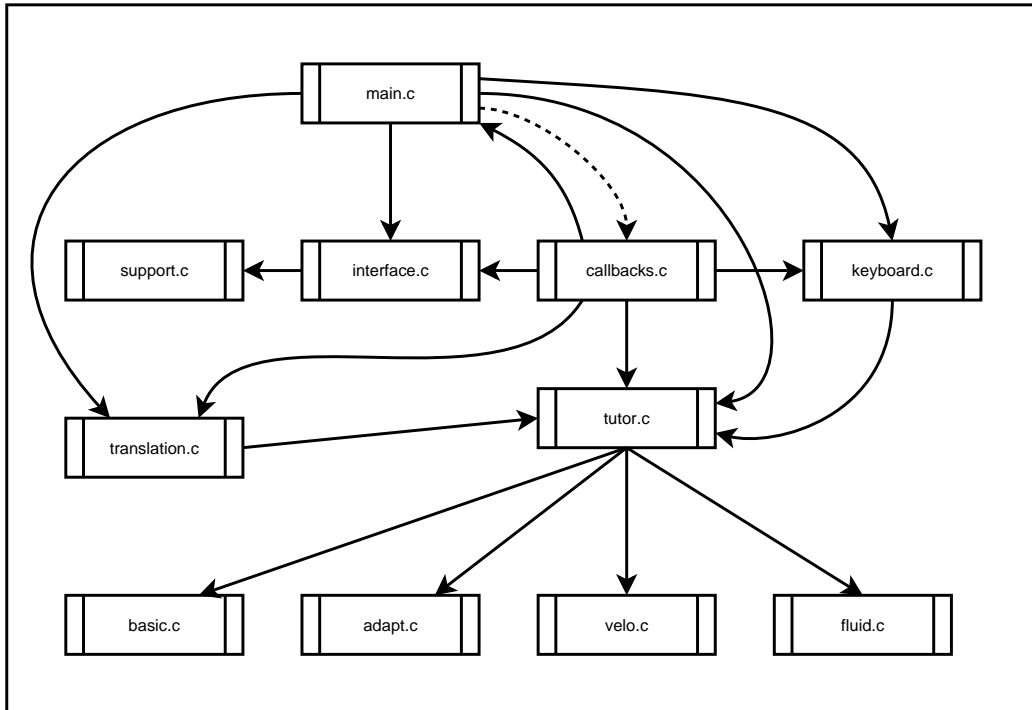 main.c
support.c
interface.c
callbacks.c
keyboard.c
translation.c
tutor.c
basic.c
adapt.c
velo.c
fluid.c